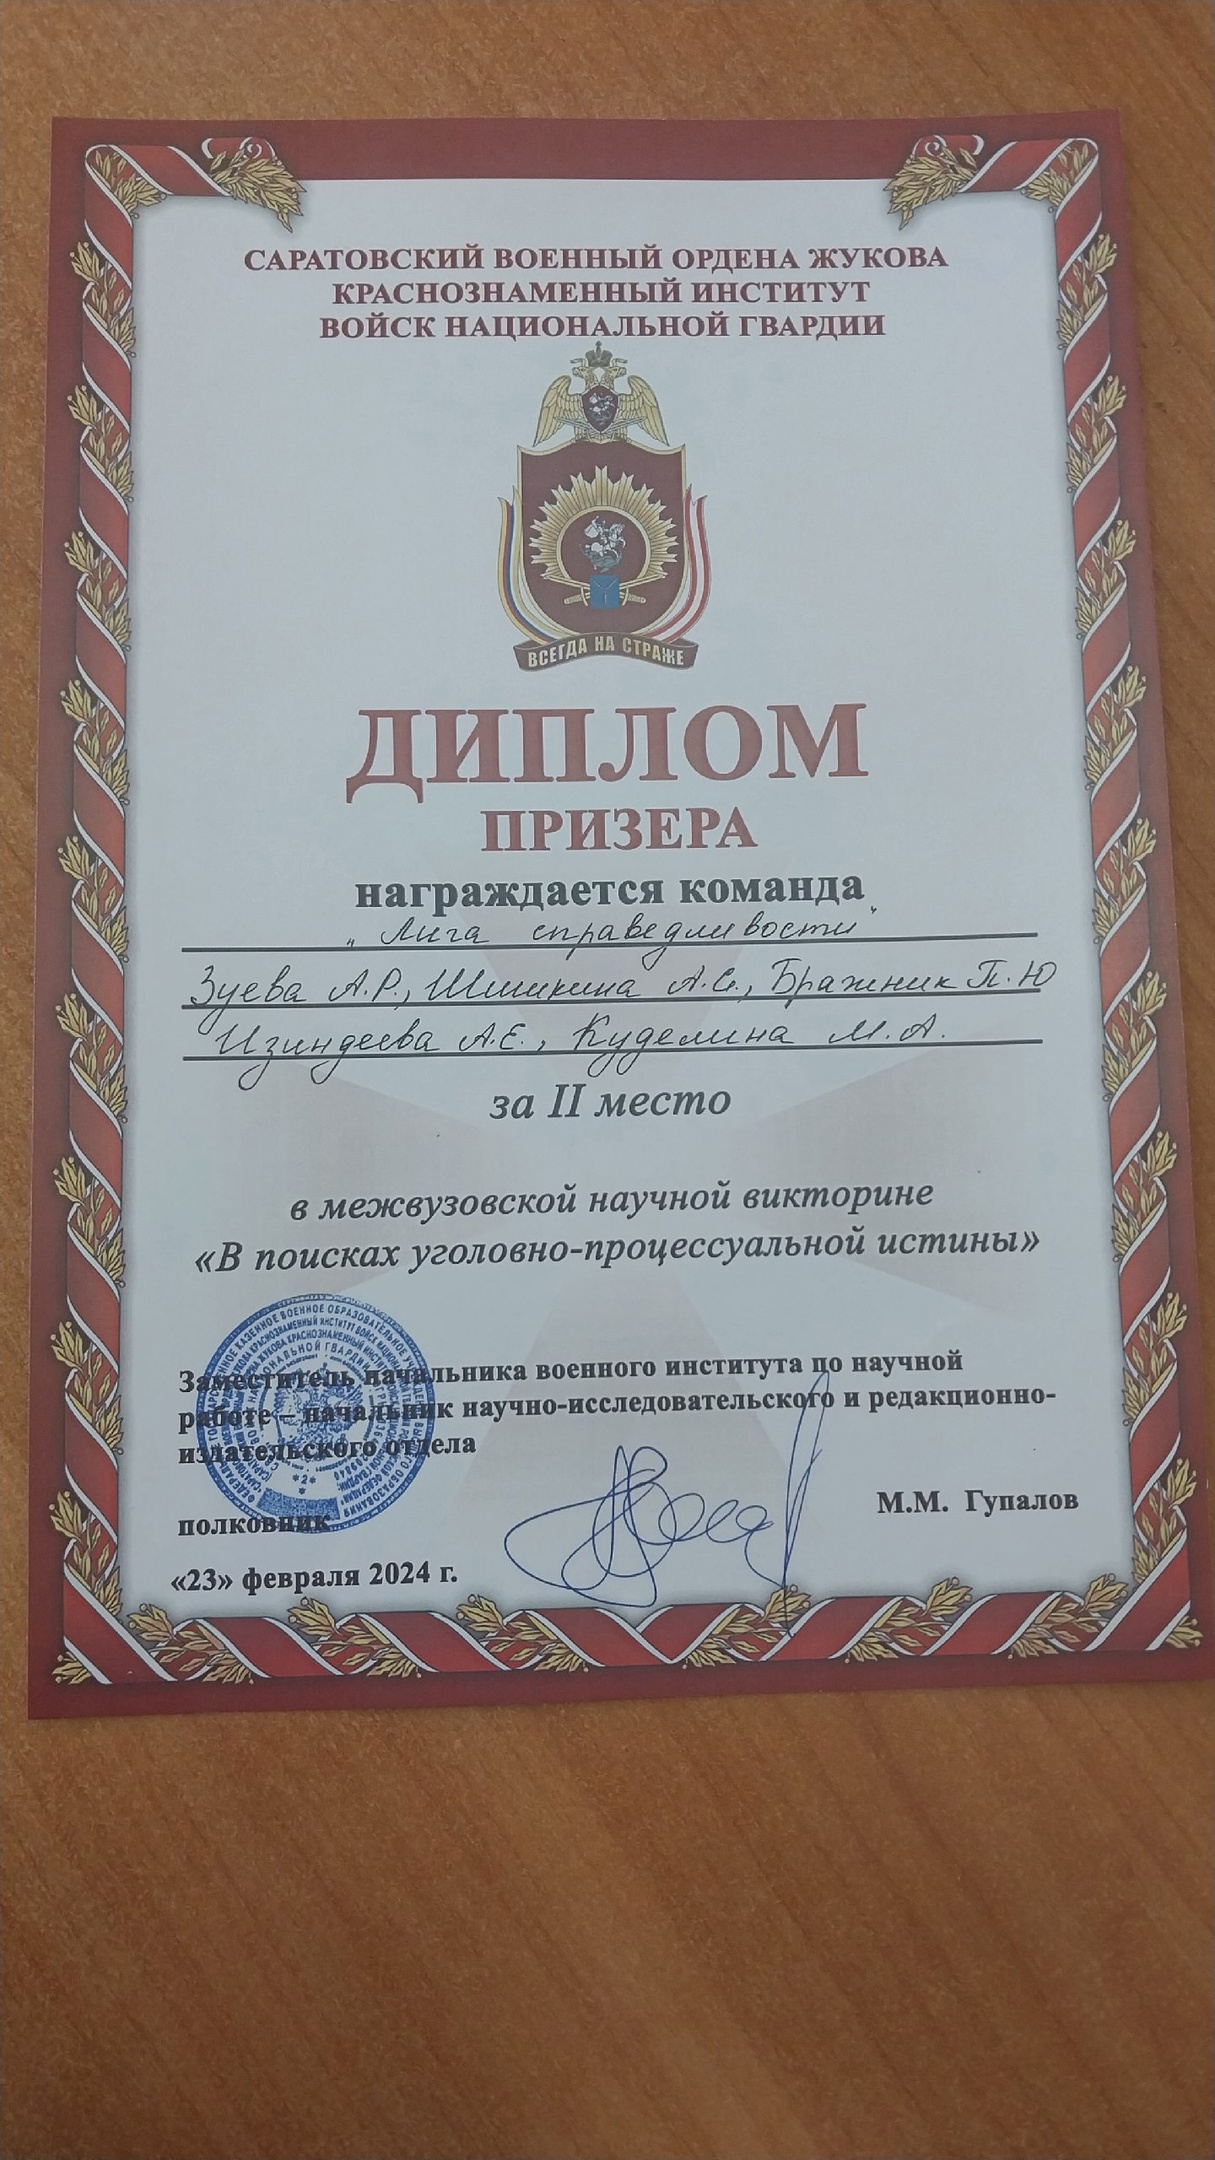 САРАТОВСКИЙ ВОЕННЫЙ ОРДЕНА ЖУКОВА
КРАСНОЗНАМЕННЫЙ ИНСТИТУТ
ВОЙСК НАЦИОНАЛЬНОЙ ГВАРДИИ
ВСЕГДА НА СТРАЖЕ
ДИПЛОМ
ПРИЗЕРА
награждается команда
„Лига справедливости"
Зуева А.Р., Шишкина А.С., Бражник П.Ю
Изиндеева А.Е., Куделина М.А.
за II место
в межвузовской научной викторине
«В поисках уголовно-процессуальной истины»
Заместитель начальника военного института по научной
работе – начальник научно-исследовательского и редакционно-
издательского отдела
полковник
М.М. Гупалов
«23» февраля 2024 г.